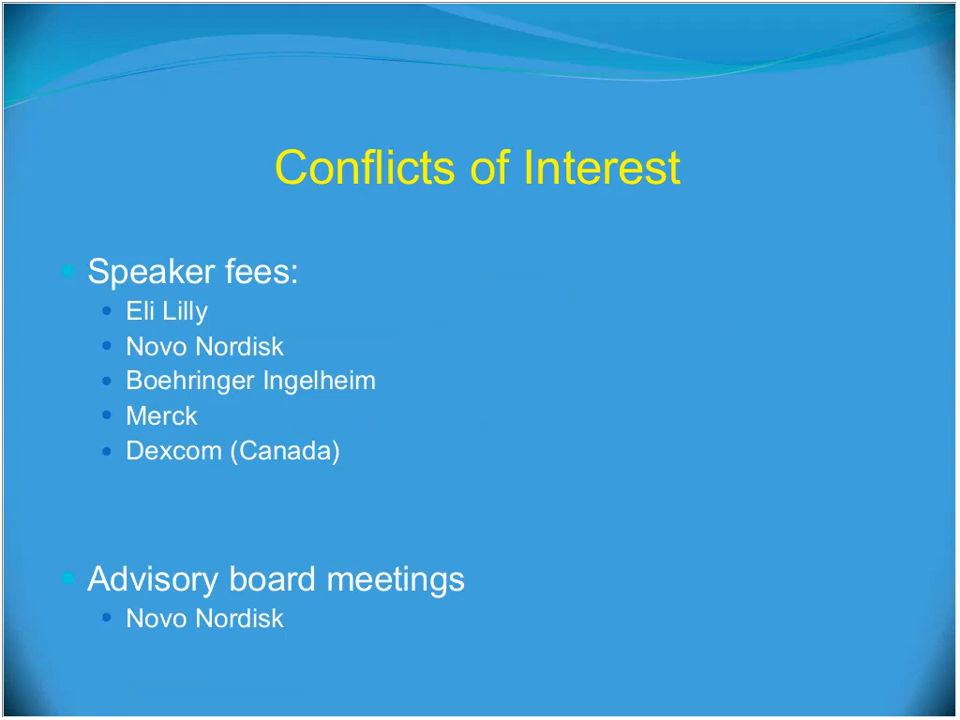 Conflicts of Interest
Speaker fees:
Eli Lilly
Novo Nordisk
Boehringer Ingelheim
Merck
Dexcom (Canada)
Advisory board meetings
Novo Nordisk